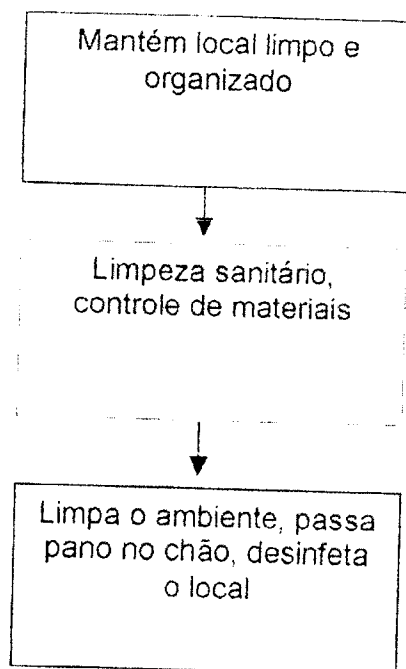 Mantém local limpo e
organizado
Limpeza sanitário,
controle de materiais
Limpa o ambiente, passa
pano no chão, desinfeta
o local